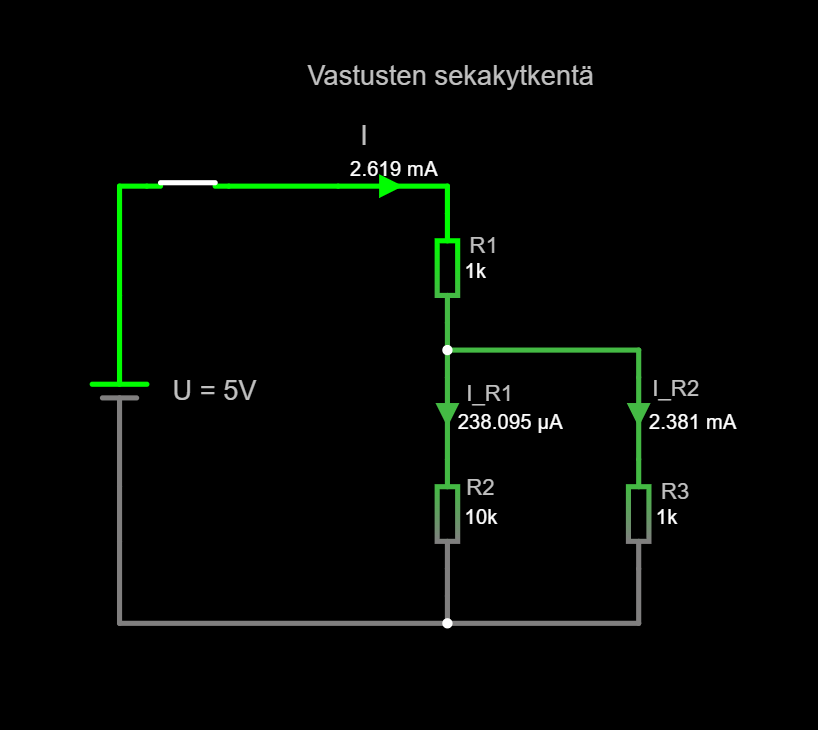 Vastusten sekakytkentä
I
2.619 mA
R1
1k
U = 5V
I_R1
238.095 µA
I_R2
2.381 mA
R2
10k
R3
1k